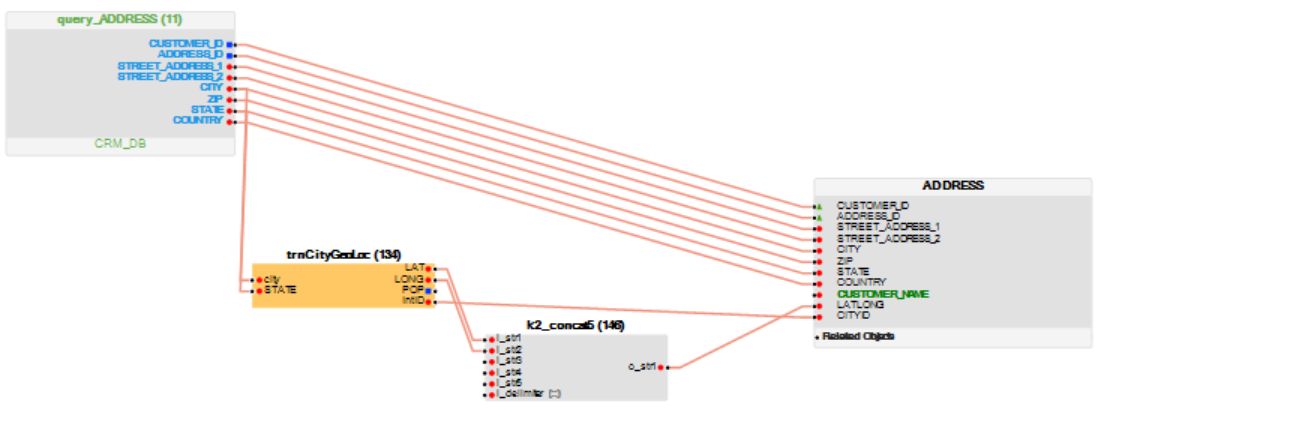 query_ADDRESS (11)
CUSTOMER_ID
ADDRESS_ID
STREET_ADDRESS_1
STREET_ADDRESS_2
CITY
ZIP
STATE
COUNTRY
CRM_DB
trnCityGeoLoc (134)
city
STATE
LAT
LONG
POP
intID
k2_concat5 (146)
i_str1
i_str2
i_str3
i_str4
i_str5
i_delimiter
o_str1
ADDRESS
CUSTOMER_ID
ADDRESS_ID
STREET_ADDRESS_1
STREET_ADDRESS_2
CITY
ZIP
STATE
COUNTRY
CUSTOMER_NAME
LATLONG
CITYID
Related Objects